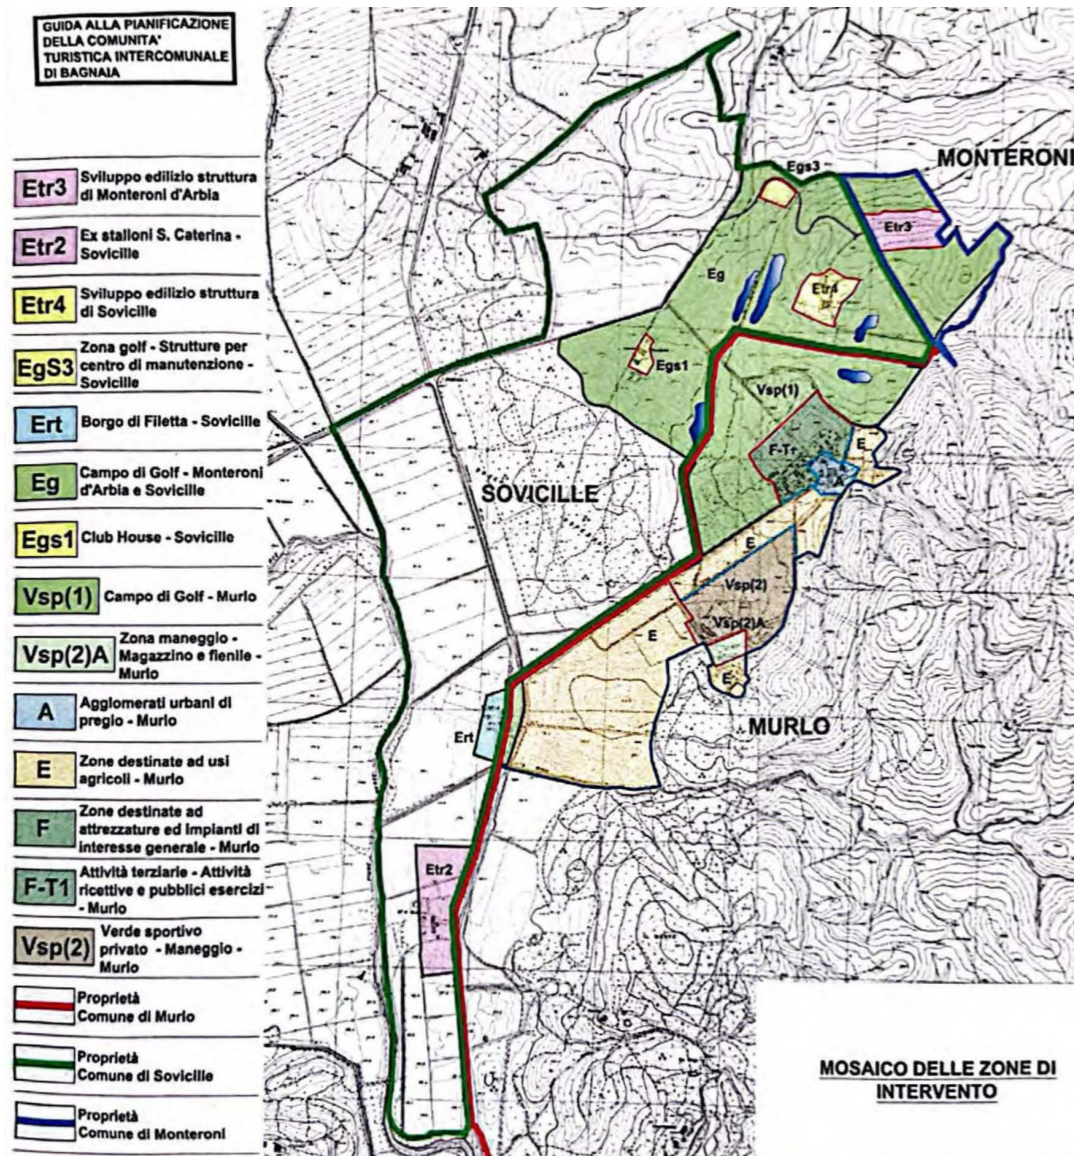 GUIDA ALLA PIANIFICAZIONE
DELLA COMUNITA'
TURISTICA INTERCOMUNALE
DI BAGNAIA
Etr3
Sviluppo edilizio struttura
di Monteroni d'Arbia
Etr2
Ex stalloni S. Caterina -
Sovicille
Etr4
Sviluppo edilizio struttura
di Sovicille
EgS3
Zona golf - Strutture per
centro di manutenzione -
Sovicille
Ert
Borgo di Filetta - Sovicille
Eg
Campo di Golf - Monteroni
d'Arbia e Sovicille
Egs1
Club House - Sovicille
Vsp(1)
Campo di Golf - Murlo
Vsp(2)A
Zona maneggio -
Magazzino e fienile -
Murlo
A
Agglomerati urbani di
pregio - Murlo
E
Zone destinate ad usi
agricoli - Murlo
F
Zone destinate ad
attrezzature ed impianti di
interesse generale - Murlo
F-T1
Attività terziarie - Attività
ricettive e pubblici esercizi
- Murlo
Vsp(2)
Verde sportivo
privato - Maneggio -
Murlo
Proprietà
Comune di Murlo
Proprietà
Comune di Sovicille
Proprietà
Comune di Monteroni
MONTERONI
Egs3
Etr3
Eg
Etr4
Egs1
Vsp(1)
F-T1
E
SOVICILLE
E
Vsp(2)
Vsp(2)A
E
E
MURLO
Ert
Etr2
MOSAICO DELLE ZONE DI
INTERVENTO